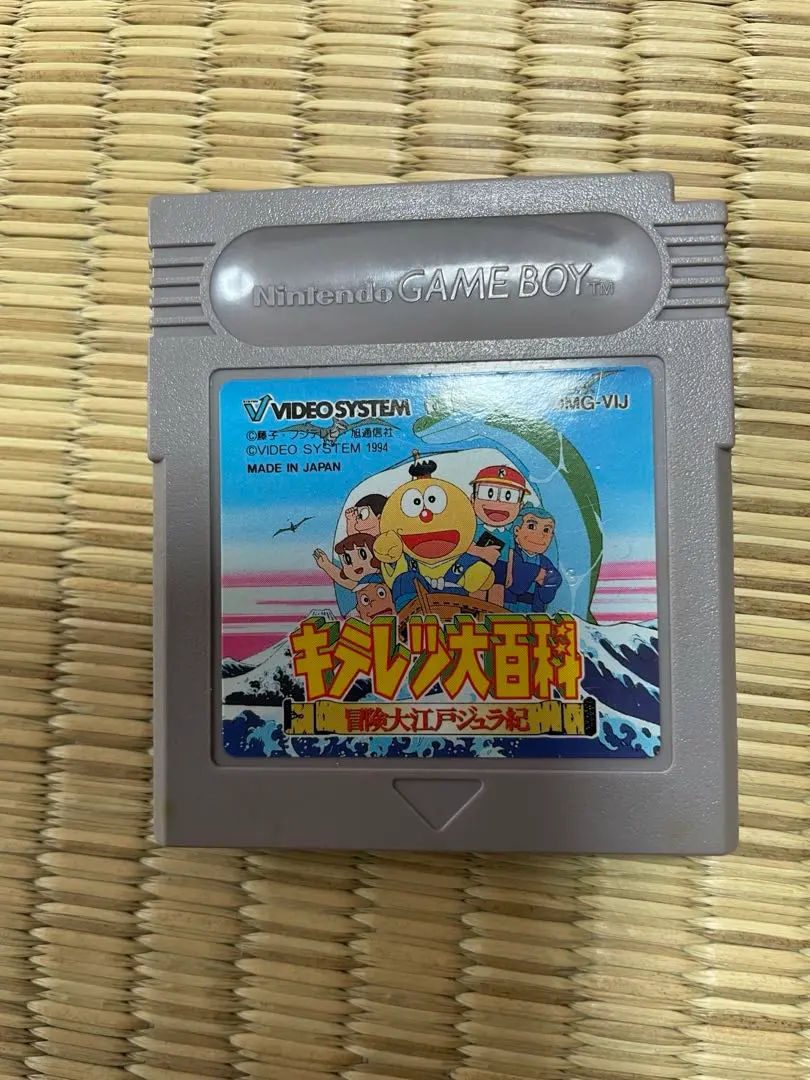 Nintendo GAME BOY™
VIDEO SYSTEM
DMG-VIJ
©藤子・フジテレビ・旭通信社
©VIDEO SYSTEM 1994
MADE IN JAPAN
K
K
キテレツ大百科
冒険大江戸ジュラ紀